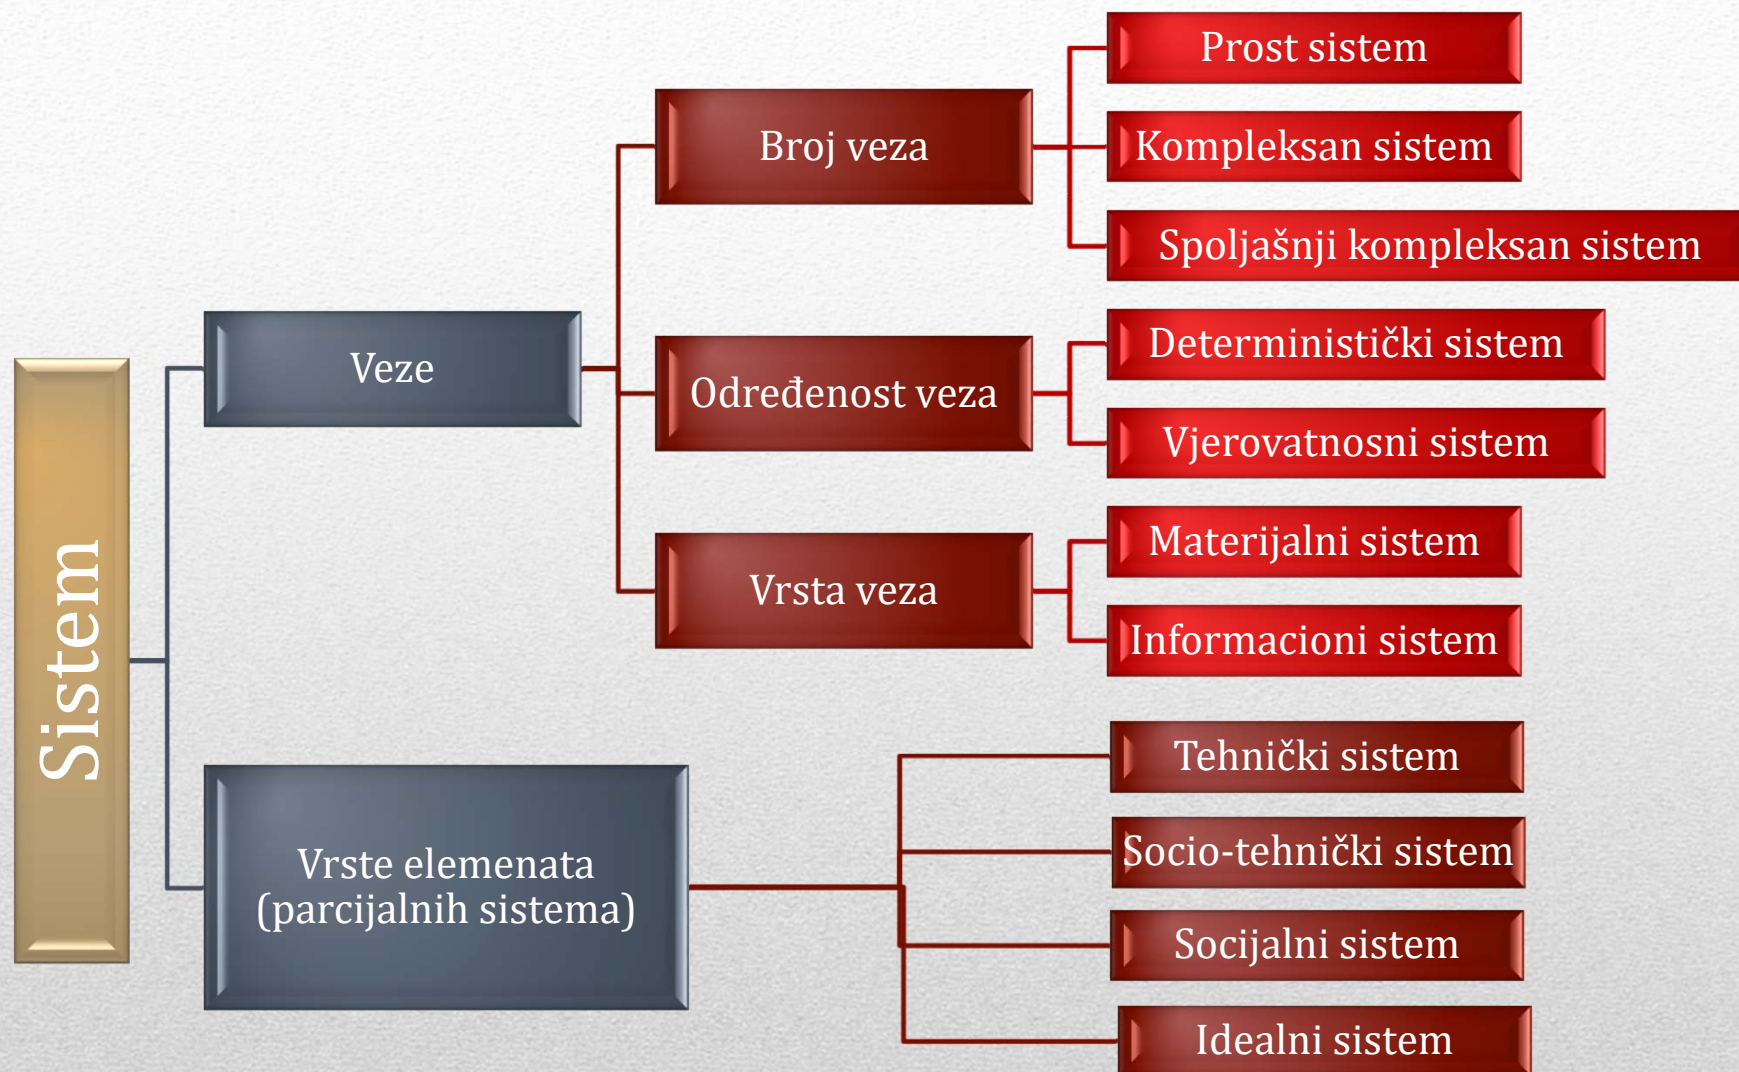 Sistem
Veze
Broj veza
Prost sistem
Kompleksan sistem
Spoljašnji kompleksan sistem
Određenost veza
Deterministički sistem
Vjerovatnosni sistem
Vrsta veza
Materijalni sistem
Informacioni sistem
Vrste elemenata
(parcijalnih sistema)
Tehnički sistem
Socio-tehnički sistem
Socijalni sistem
Idealni sistem